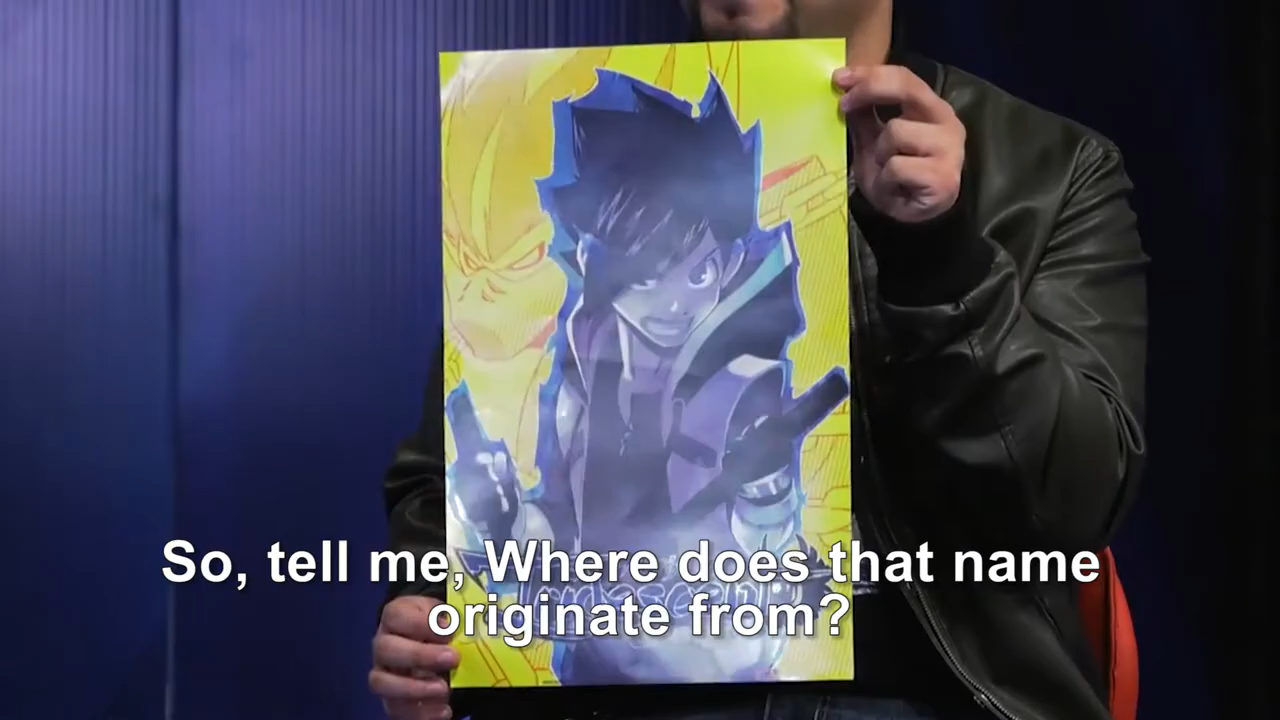 So, tell me, Where does that name
originate from?